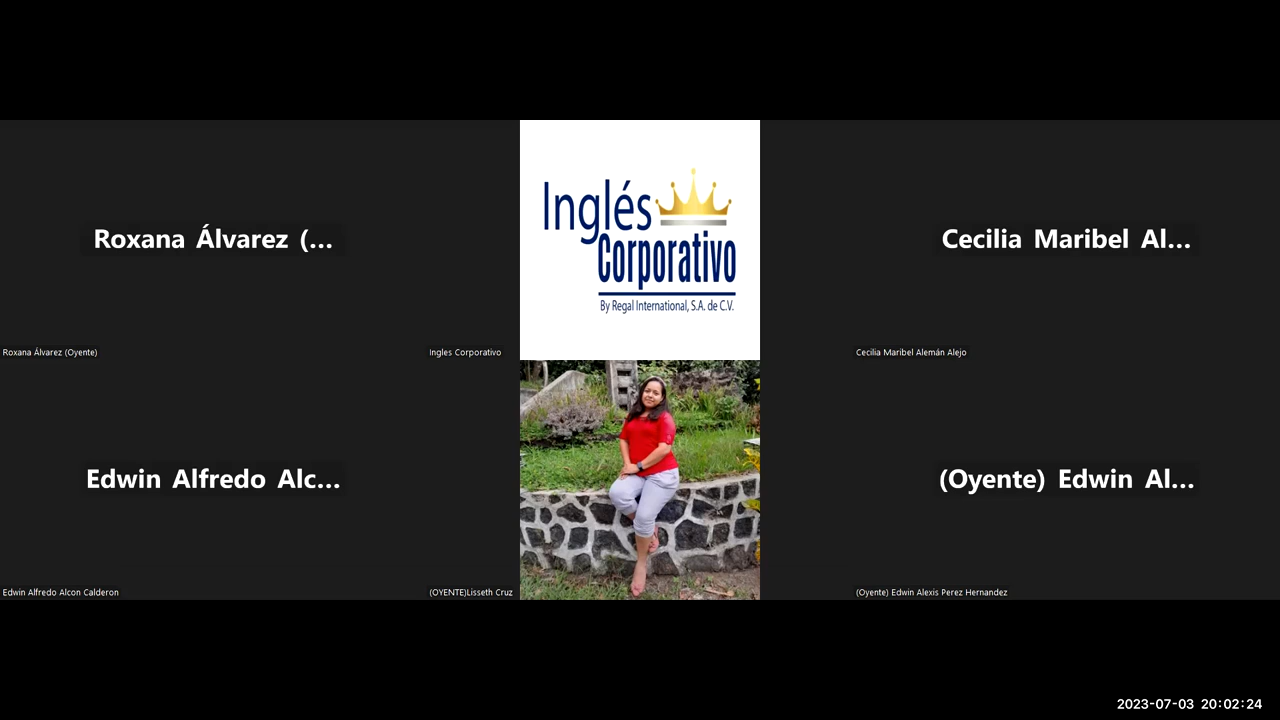 Roxana Álvarez (...
Inglés
Corporativo
By Regal International, S.A. de C.V.
Cecilia Maribel Al...
Roxana Álvarez (Oyente)
Ingles Corporativo
Cecilia Maribel Alemán Alejo
Edwin Alfredo Alc...
(Oyente) Edwin Al...
Edwin Alfredo Alcon Calderon
(OYENTE)Lisseth Cruz
(Oyente) Edwin Alexis Perez Hernandez
2023-07-03 20:02:24